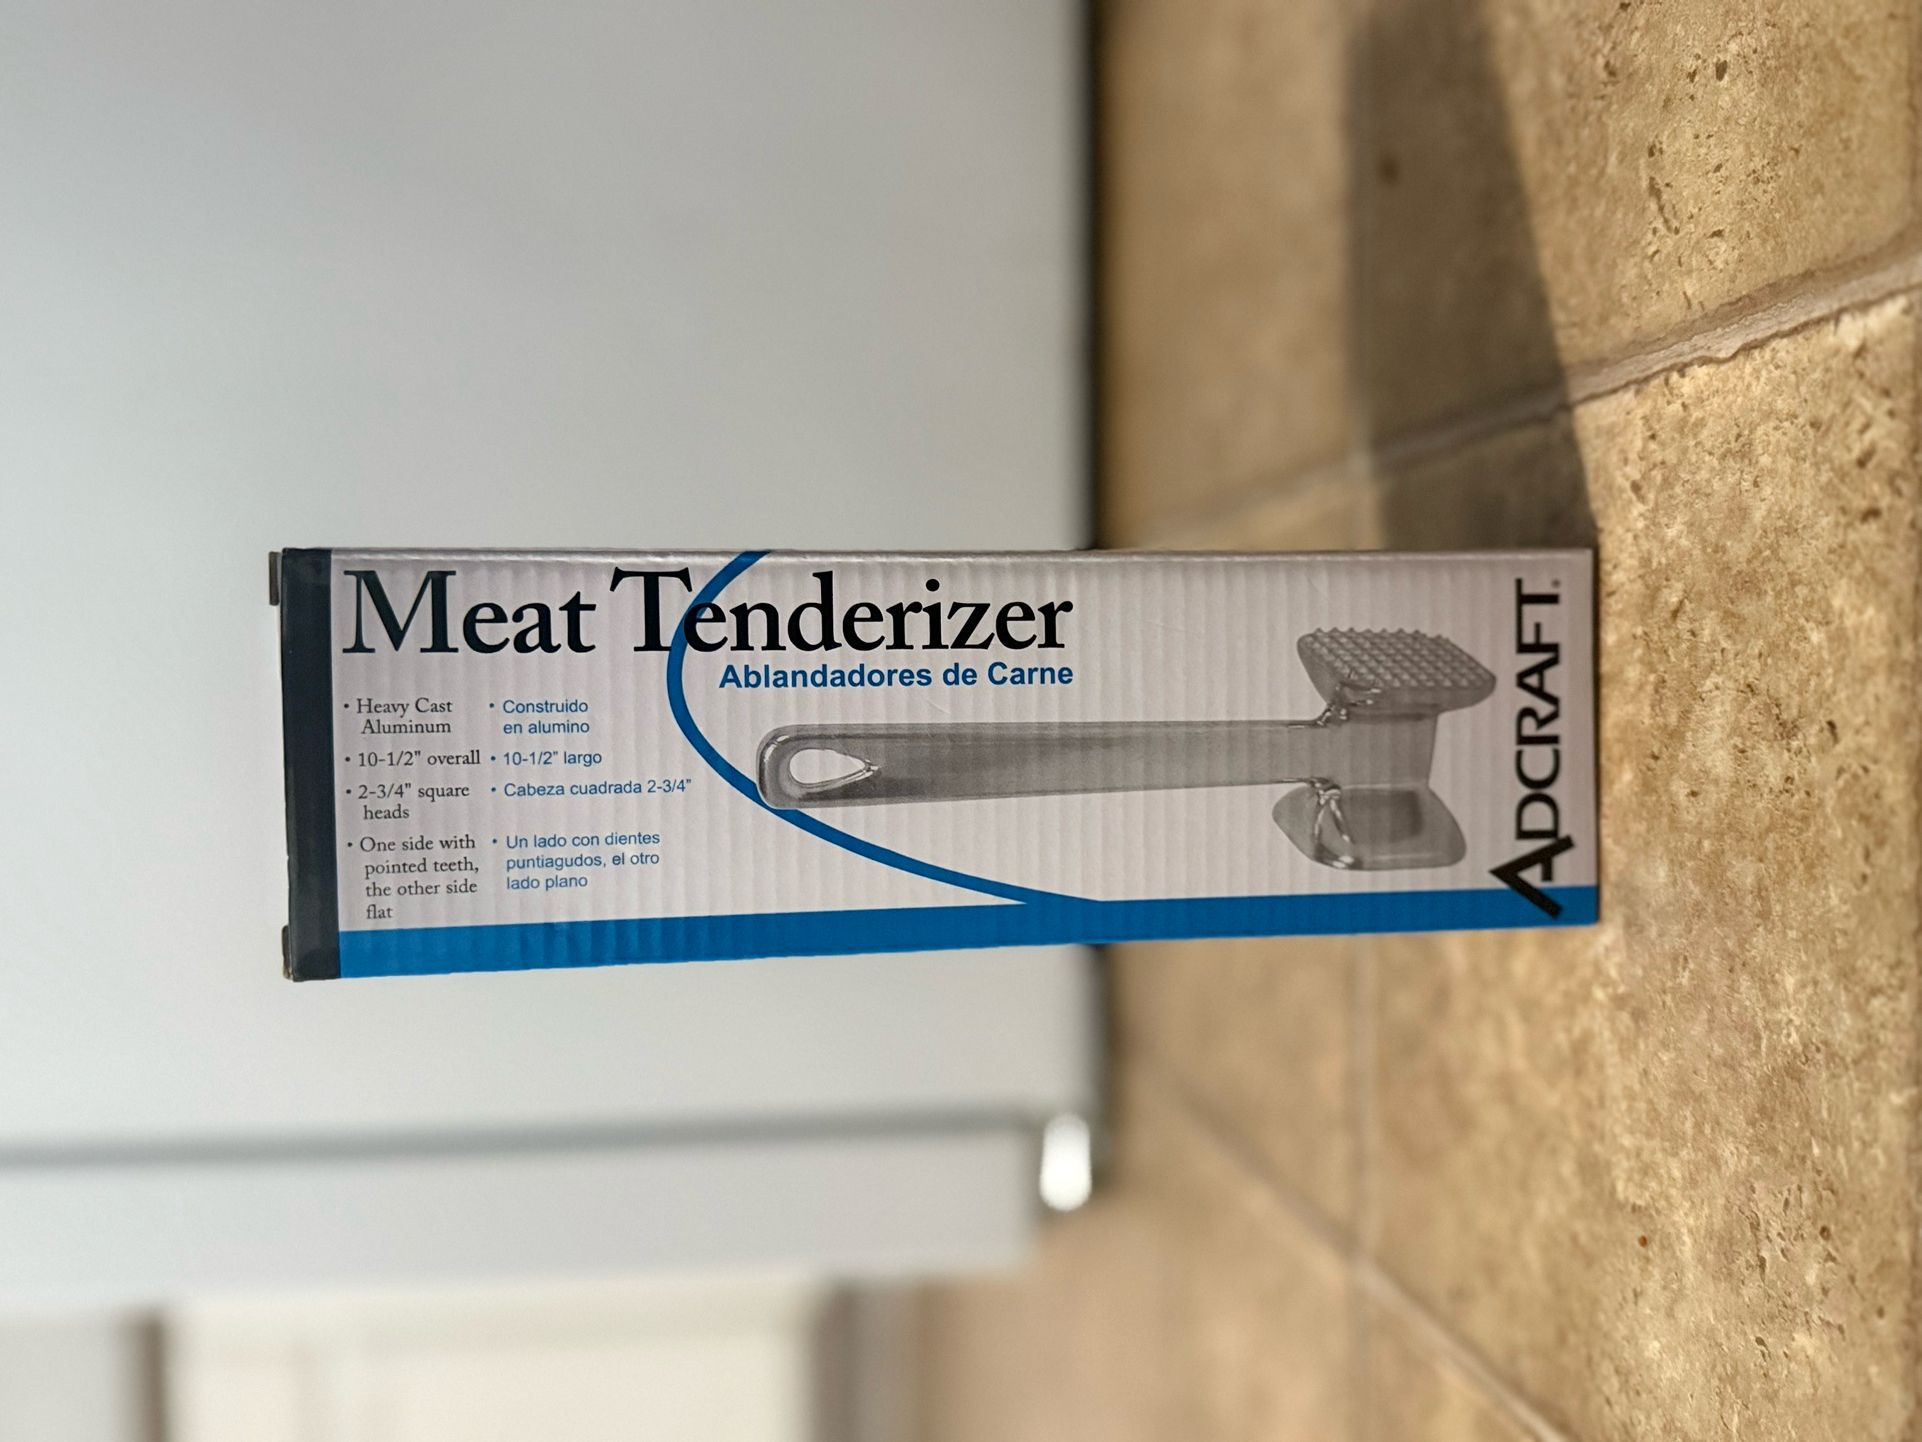 Meat Tenderizer
Ablandadores de Carne
• Heavy Cast
Aluminum
• 10-1/2" overall
• 2-3/4" square
heads
• One side with
pointed teeth,
the other side
flat
• Construido
en alumino
• 10-1/2" largo
• Cabeza cuadrada 2-3/4"
• Un lado con dientes
puntiagudos, el otro
lado plano
ADCRAFT®